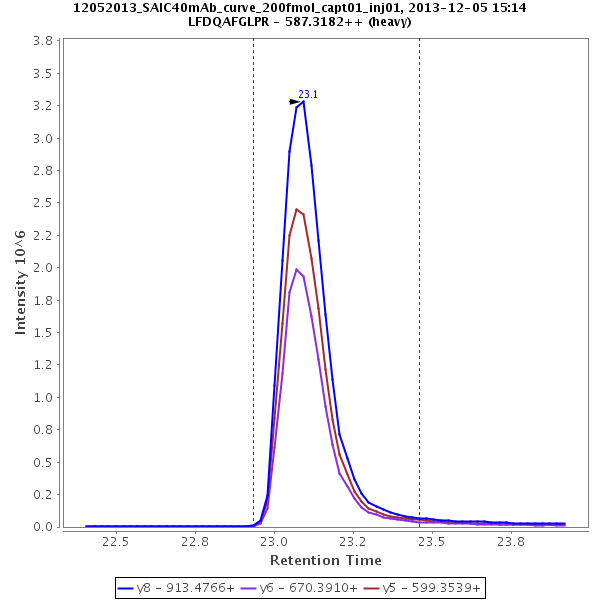 12052013_SAIC40mAb_curve_200fmol_capt01_inj01, 2013-12-05 15:14
LFDQAFGLPR - 587.3182++ (heavy)
3.8
3.5
3.2
3.0
2.8
2.5
2.2
2.0
1.8
1.5
1.2
1.0
0.8
0.5
0.2
0.0
Intensity 10^6
23.1
22.5 22.8 23.0 23.2 23.5 23.8
Retention Time
y8 - 913.4766+ y6 - 670.3910+ y5 - 599.3539+